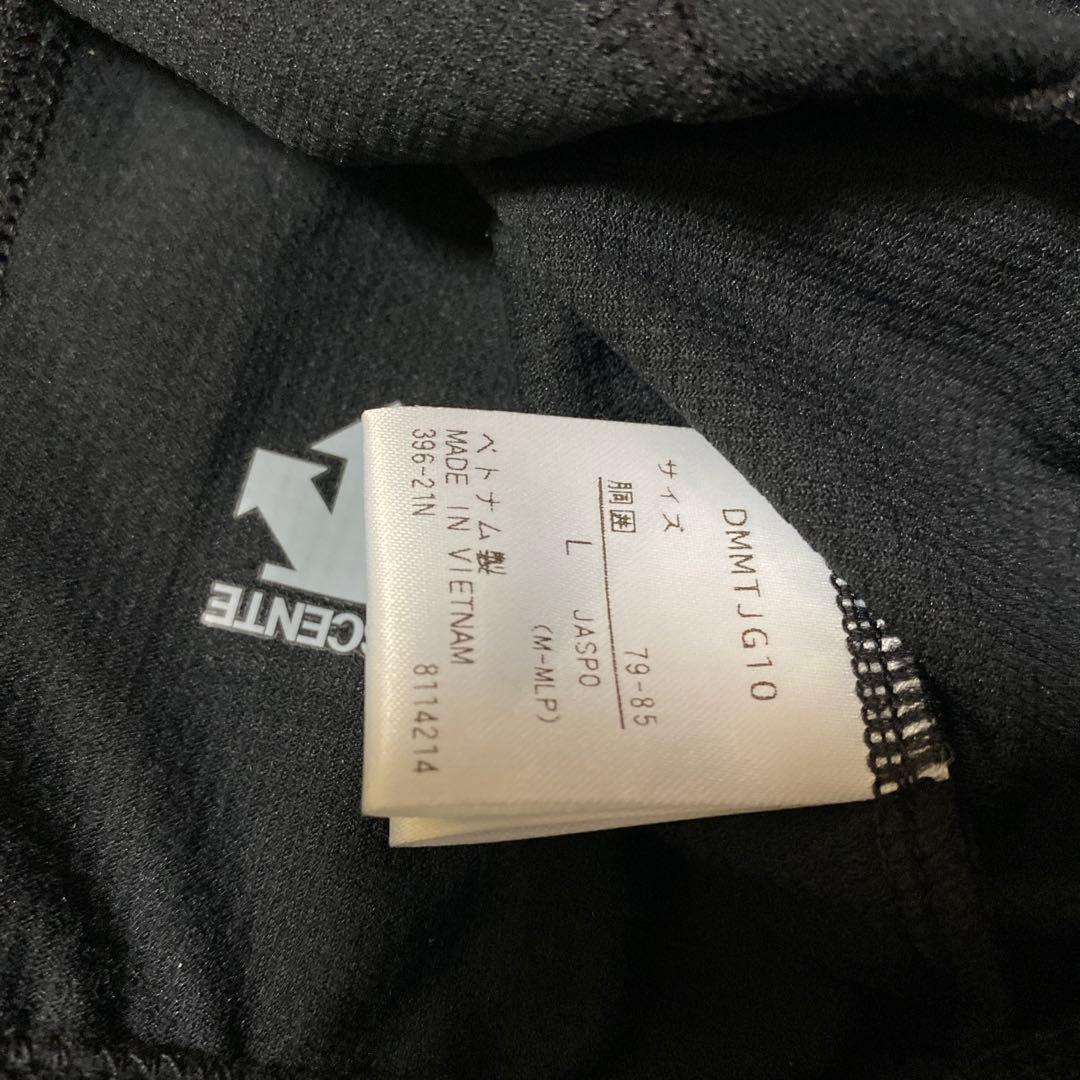 DMMTJG10
サイズ
胴囲 79-85
L JASPO
(M-MLP)
ベトナム製
MADE IN VIETNAM
396-21N 8114214
SCENTE